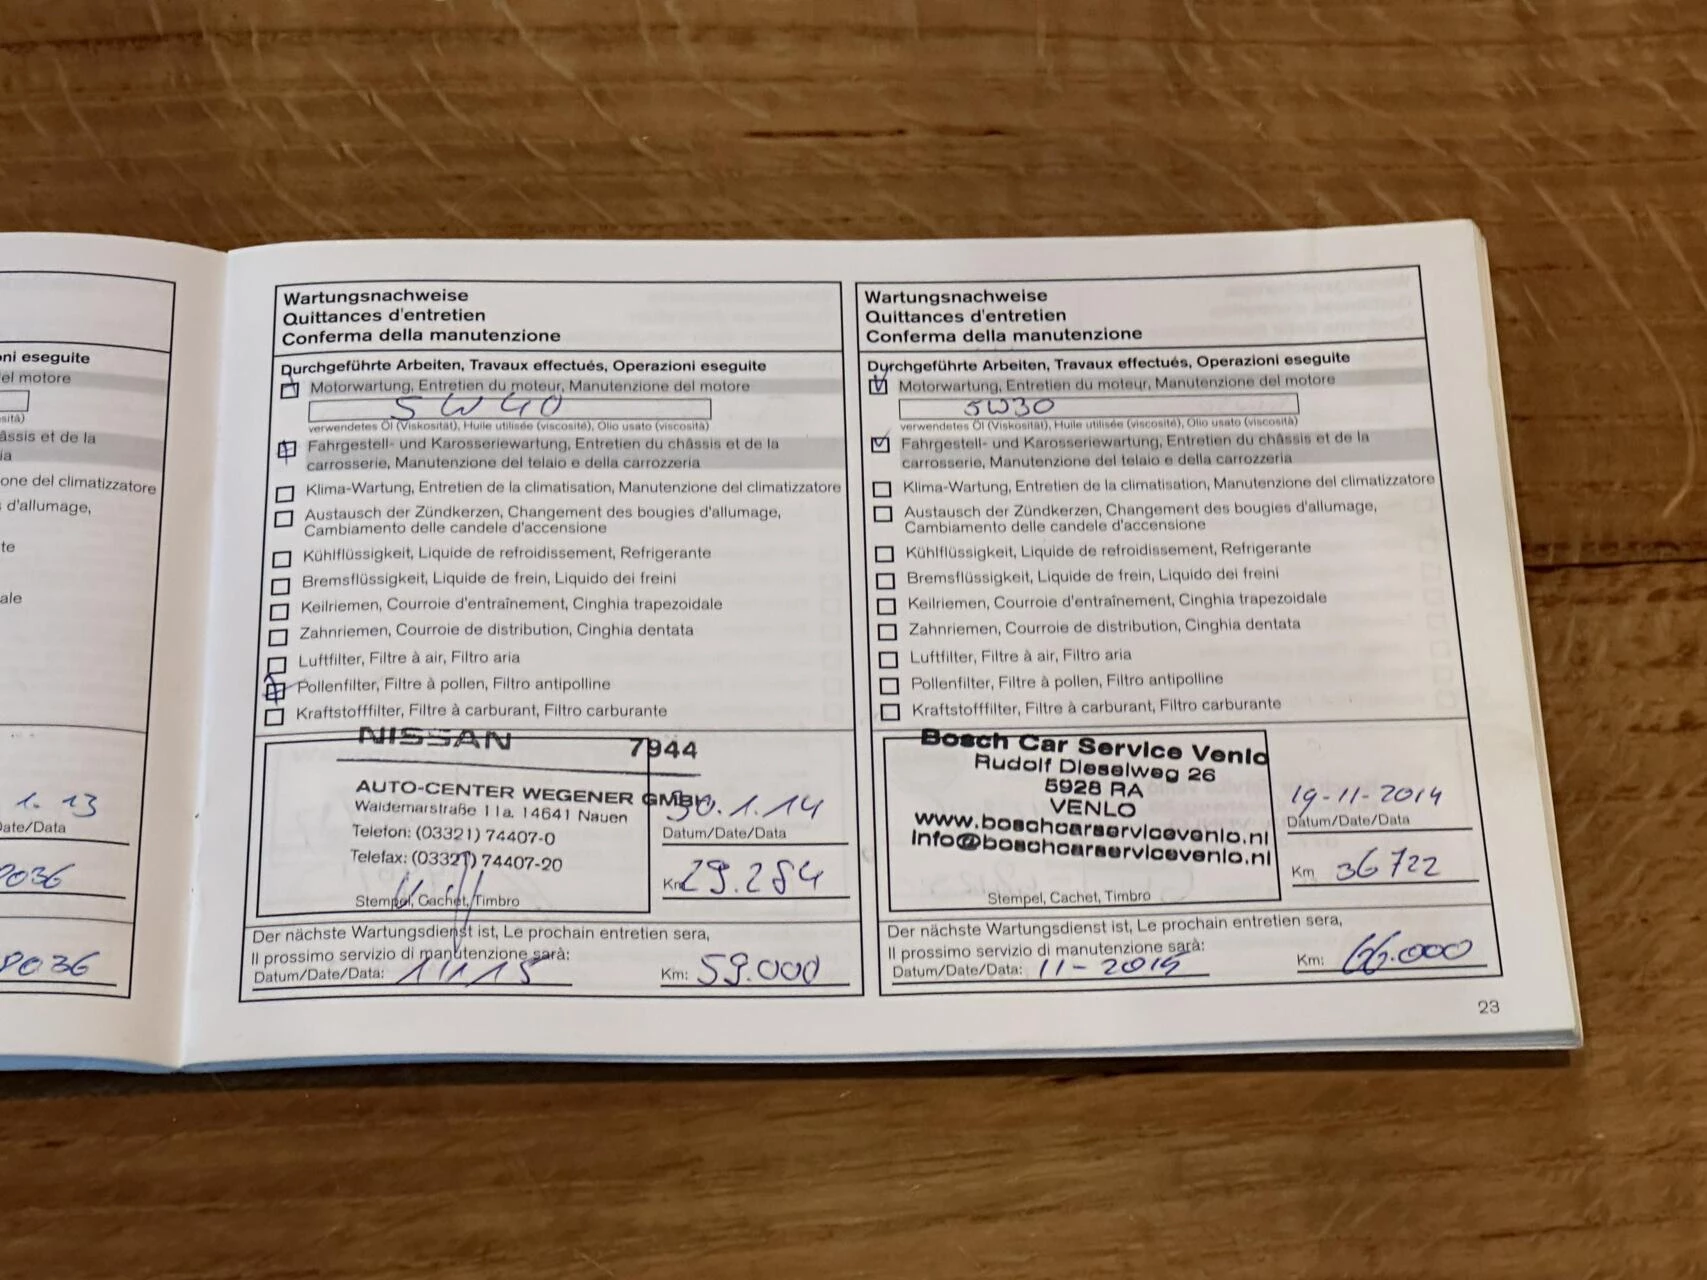 ni eseguite
el motore
sità)
âssis et de la
ia
one del climatizzatore
d'allumage,
te
ale
1. 13
Date/Data
Wartungsnachweise
Quittances d'entretien
Conferma della manutenzione
Durchgeführte Arbeiten, Travaux effectués, Operazioni eseguite
Motorwartung, Entretien du moteur, Manutenzione del motore
5W40
verwendetes Öl (Viskosität), Huile utilisée (viscosité), Olio usato (viscosità)
Fahrgestell- und Karosseriewartung, Entretien du châssis et de la
carrosserie, Manutenzione del telaio e della carrozzeria
Klima-Wartung, Entretien de la climatisation, Manutenzione del climatizzatore
Austausch der Zündkerzen, Changement des bougies d'allumage,
Cambiamento delle candele d'accensione
Kühlflüssigkeit, Liquide de refroidissement, Refrigerante
Bremsflüssigkeit, Liquide de frein, Liquido dei freini
Keilriemen, Courroie d'entraînement, Cinghia trapezoidale
Zahnriemen, Courroie de distribution, Cinghia dentata
Luftfilter, Filtre à air, Filtro aria
Pollenfilter, Filtre à pollen, Filtro antipolline
Kraftstofffilter, Filtre à carburant, Filtro carburante
NISSAN 7944
AUTO-CENTER WEGENER GMBH
Waldemarstraße 11a, 14641 Nauen
Telefon: (03321) 74407-0
Telefax: (03321) 74407-20
Stempel, Cachet, Timbro
30.1.14
Datum/Date/Data
Km 29.284
Der nächste Wartungsdienst ist, Le prochain entretien sera,
Il prossimo servizio di manutenzione sarà:
Datum/Date/Data: Km: 59.000
Wartungsnachweise
Quittances d'entretien
Conferma della manutenzione
Durchgeführte Arbeiten, Travaux effectués, Operazioni eseguite
Motorwartung, Entretien du moteur, Manutenzione del motore
5W30
verwendetes Öl (Viskosität), Huile utilisée (viscosité), Olio usato (viscosità)
Fahrgestell- und Karosseriewartung, Entretien du châssis et de la
carrosserie, Manutenzione del telaio e della carrozzeria
Klima-Wartung, Entretien de la climatisation, Manutenzione del climatizzatore
Austausch der Zündkerzen, Changement des bougies d'allumage,
Cambiamento delle candele d'accensione
Kühlflüssigkeit, Liquide de refroidissement, Refrigerante
Bremsflüssigkeit, Liquide de frein, Liquido dei freini
Keilriemen, Courroie d'entraînement, Cinghia trapezoidale
Zahnriemen, Courroie de distribution, Cinghia dentata
Luftfilter, Filtre à air, Filtro aria
Pollenfilter, Filtre à pollen, Filtro antipolline
Kraftstofffilter, Filtre à carburant, Filtro carburante
Bosch Car Service Venlo
Rudolf Dieselweg 26
5928 RA
VENLO
www.boschcarservicevenlo.nl
info@boschcarservicevenlo.nl
Stempel, Cachet, Timbro
19-11-2014
Datum/Date/Data
Km 36722
Der nächste Wartungsdienst ist, Le prochain entretien sera,
Il prossimo servizio di manutenzione sarà:
Datum/Date/Data: 11-2015 Km: 66.000
23